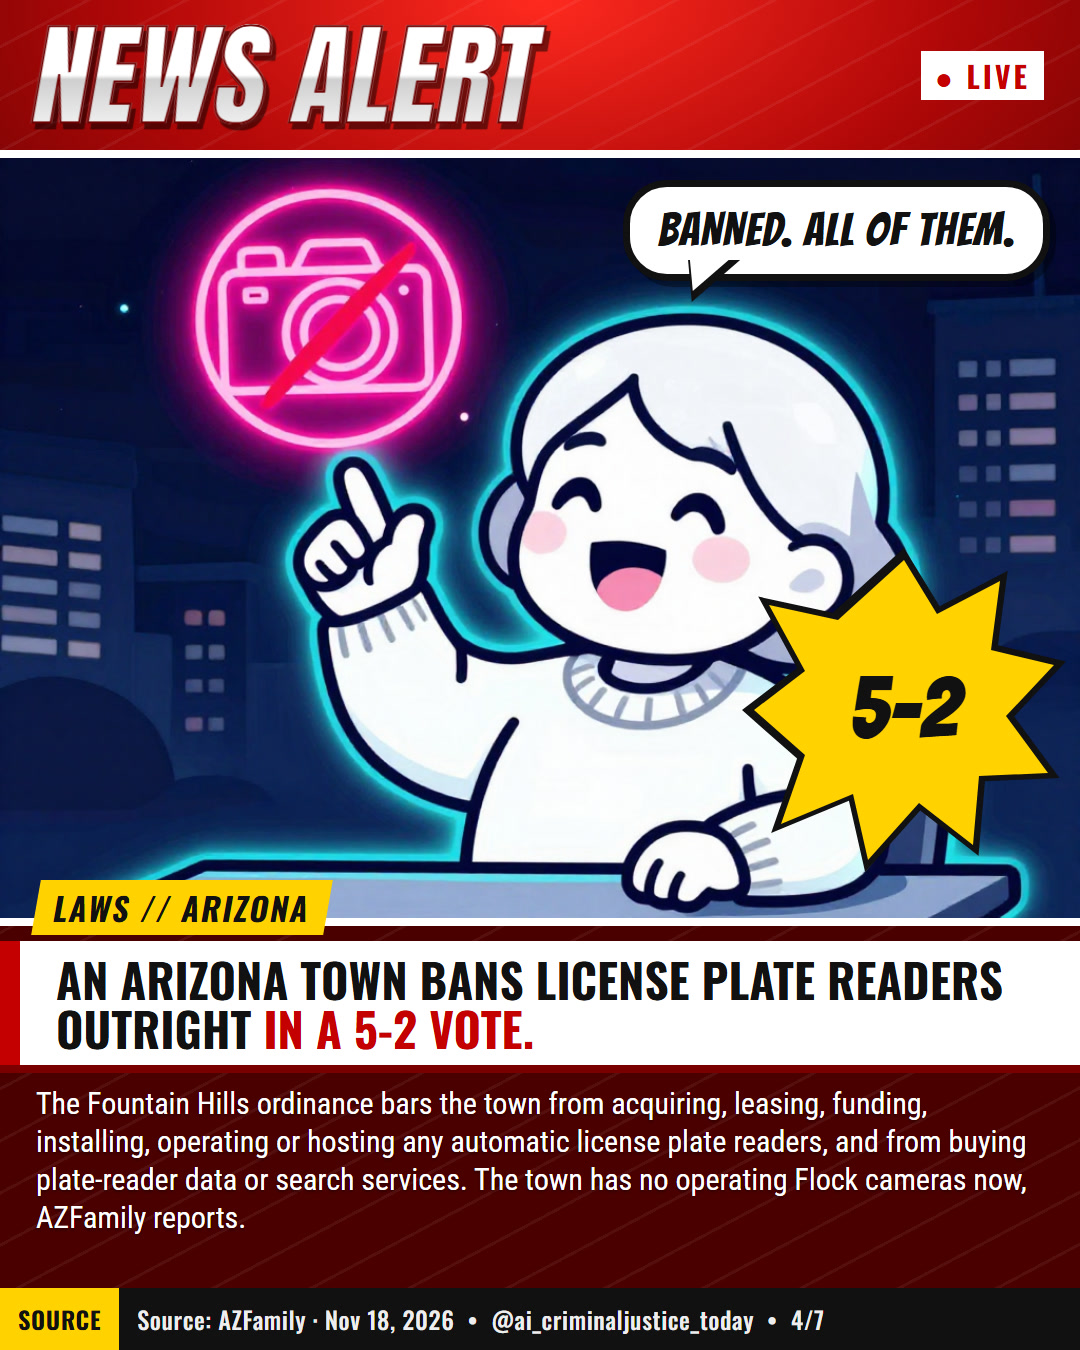 NEWS ALERT
● LIVE
BANNED. ALL OF THEM.
5-2
LAWS // ARIZONA
AN ARIZONA TOWN BANS LICENSE PLATE READERS
OUTRIGHT IN A 5-2 VOTE.
The Fountain Hills ordinance bars the town from acquiring, leasing, funding,
installing, operating or hosting any automatic license plate readers, and from buying
plate-reader data or search services. The town has no operating Flock cameras now,
AZFamily reports.
SOURCE Source: AZFamily · Nov 18, 2026 • @ai_criminaljustice_today • 4/7